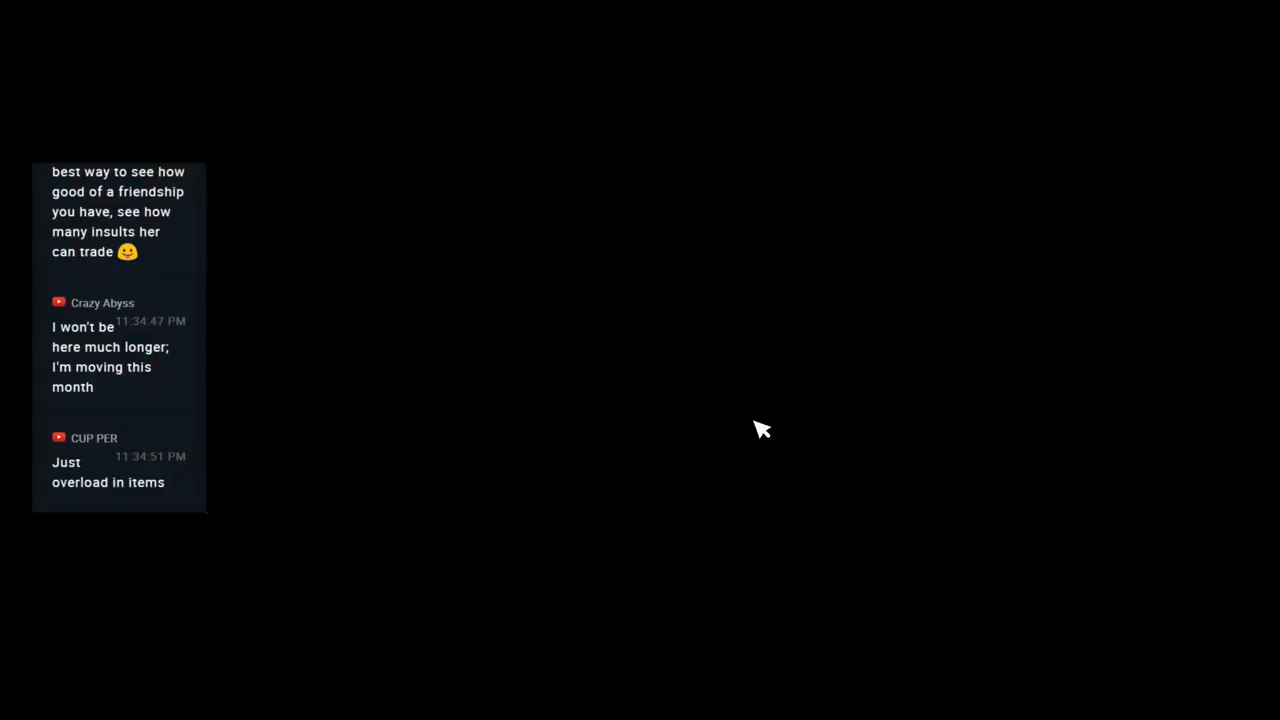 best way to see how
good of a friendship
you have, see how
many insults her
can trade 😛
Crazy Abyss
11:34:47 PM
I won't be
here much longer;
I'm moving this
month
CUP PER
11:34:51 PM
Just
overload in items